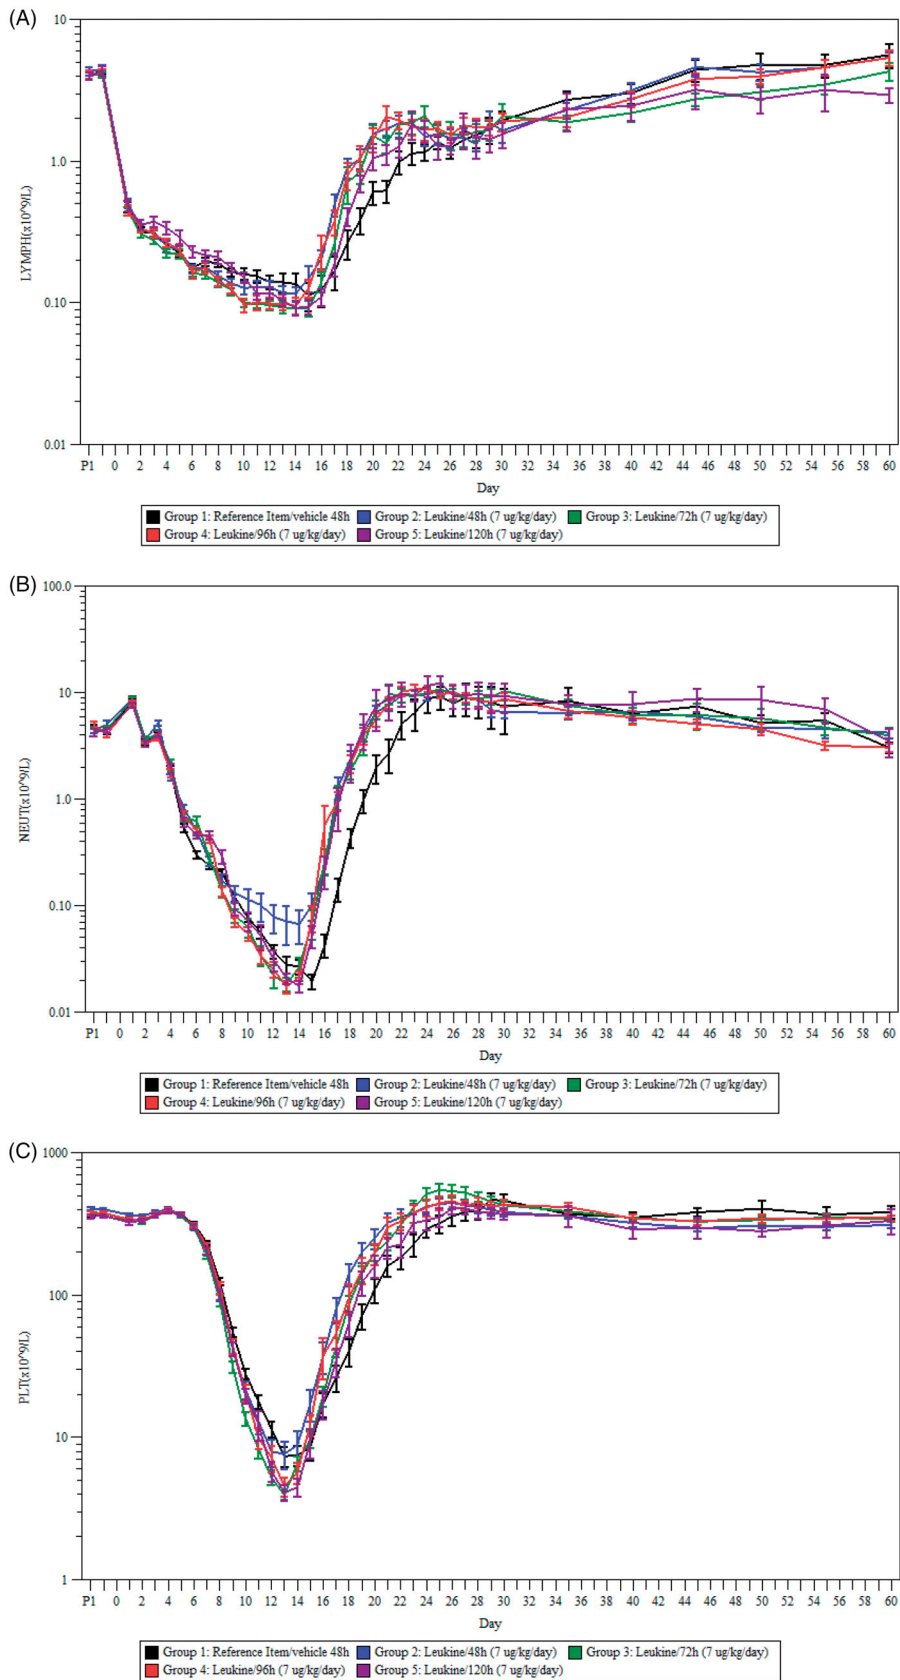 (A)
10
1.0
0.10
0.01
LYMPH(x10^9/L)
P1 0 2 4 6 8 10 12 14 16 18 20 22 24 26 28 30 32 34 36 38 40 42 44 46 48 50 52 54 56 58 60
Day
Group 1: Reference Item/vehicle 48h Group 2: Leukine/48h (7 ug/kg/day) Group 3: Leukine/72h (7 ug/kg/day)
Group 4: Leukine/96h (7 ug/kg/day) Group 5: Leukine/120h (7 ug/kg/day)
(B)
100.0
10
1.0
0.10
0.01
NEUT(x10^9/L)
P1 0 2 4 6 8 10 12 14 16 18 20 22 24 26 28 30 32 34 36 38 40 42 44 46 48 50 52 54 56 58 60
Day
Group 1: Reference Item/vehicle 48h Group 2: Leukine/48h (7 ug/kg/day) Group 3: Leukine/72h (7 ug/kg/day)
Group 4: Leukine/96h (7 ug/kg/day) Group 5: Leukine/120h (7 ug/kg/day)
(C)
1000
100
10
1
PLT(x10^9/L)
P1 0 2 4 6 8 10 12 14 16 18 20 22 24 26 28 30 32 34 36 38 40 42 44 46 48 50 52 54 56 58 60
Day
Group 1: Reference Item/vehicle 48h Group 2: Leukine/48h (7 ug/kg/day) Group 3: Leukine/72h (7 ug/kg/day)
Group 4: Leukine/96h (7 ug/kg/day) Group 5: Leukine/120h (7 ug/kg/day)